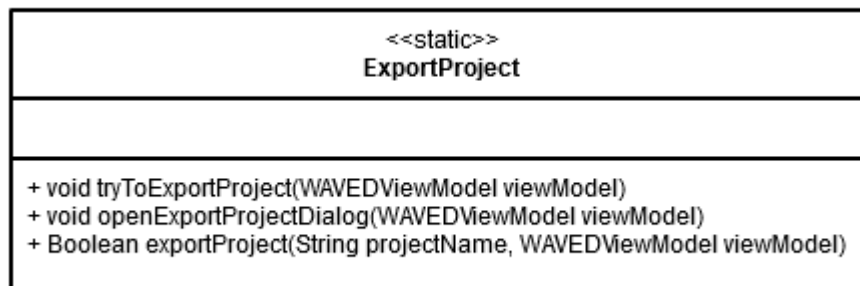 <<static>>
ExportProject
+ void tryToExportProject(WAVEDViewModel viewModel)
+ void openExportProjectDialog(WAVEDViewModel viewModel)
+ Boolean exportProject(String projectName, WAVEDViewModel viewModel)